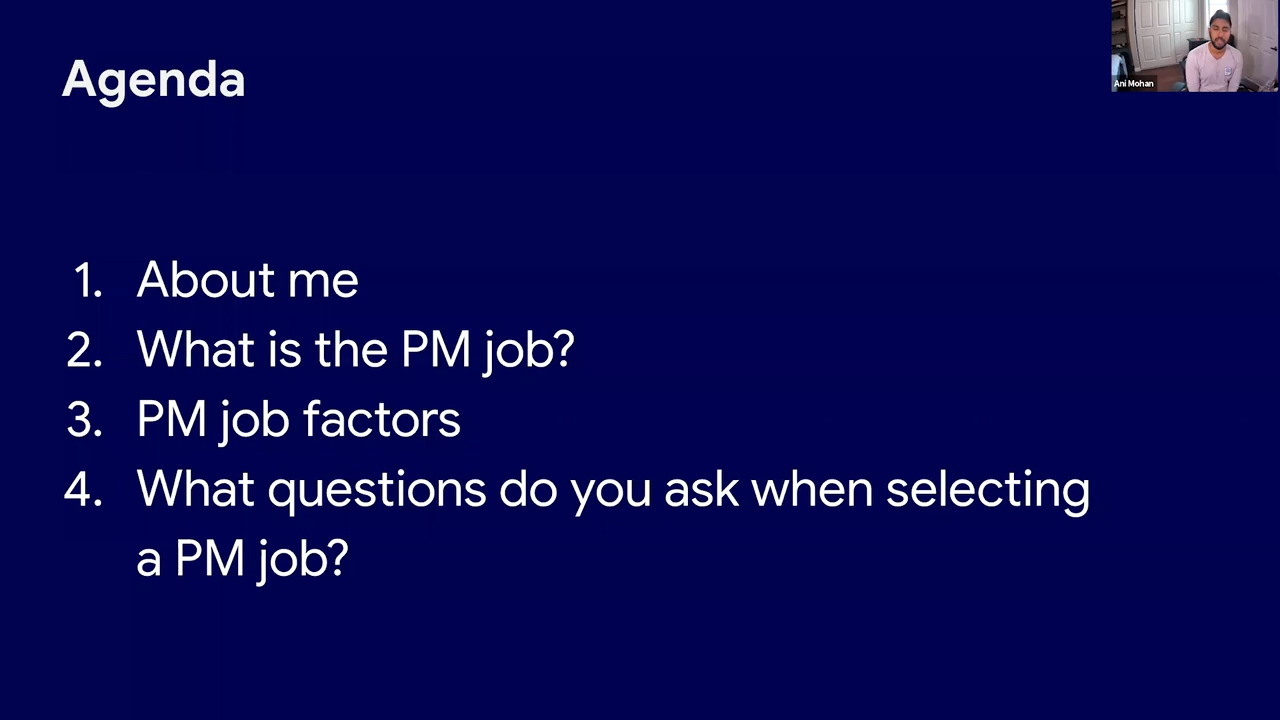 Agenda
Ani Mohan
1. About me
2. What is the PM job?
3. PM job factors
4. What questions do you ask when selecting
a PM job?